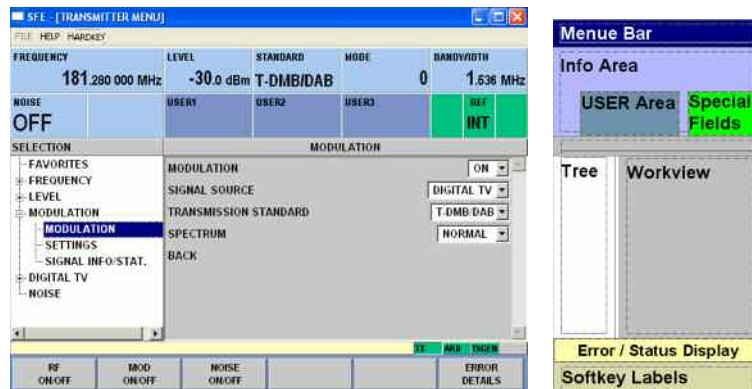 SFE - [TRANSMITTER MENU]
FILE HELP HARDKEY
FREQUENCY LEVEL STANDARD MODE BANDWIDTH
181.280 000 MHz -30.0 dBm T-DMB/DAB 0 1.636 MHz
NOISE USER1 USER2 USER3 REF
OFF INT
SELECTION MODULATION
FAVORITES
FREQUENCY
LEVEL
MODULATION
MODULATION
SETTINGS
SIGNAL INFO/STAT.
DIGITAL TV
NOISE
MODULATION ON
SIGNAL SOURCE DIGITAL TV
TRANSMISSION STANDARD T-DMB/DAB
SPECTRUM NORMAL
BACK
TX ARB TSGEN
RF ON/OFF
MOD ON/OFF
NOISE ON/OFF
ERROR DETAILS
Menue Bar
Info Area
USER Area
Special Fields
Tree
Workview
Error / Status Display
Softkey Labels